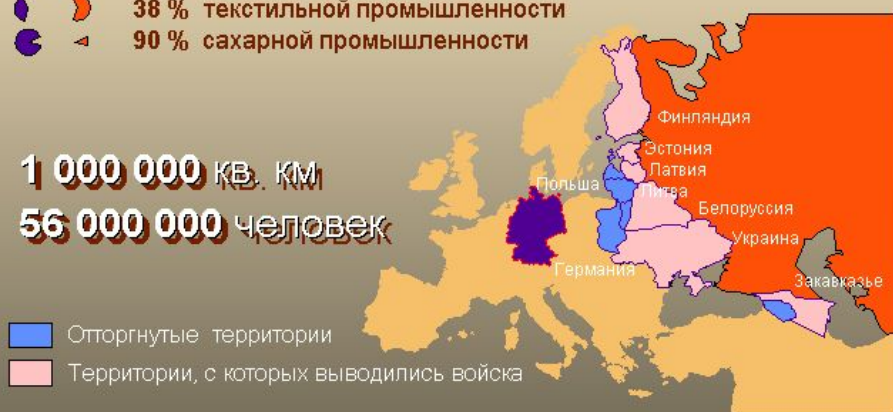 38 % текстильной промышленности
90 % сахарной промышленности
1 000 000 кв. км
56 000 000 человек
Финляндия
Эстония
Латвия
Польша
Литва
Белоруссия
Украина
Германия
Закавказье
Отторгнутые территории
Территории, с которых выводились войска